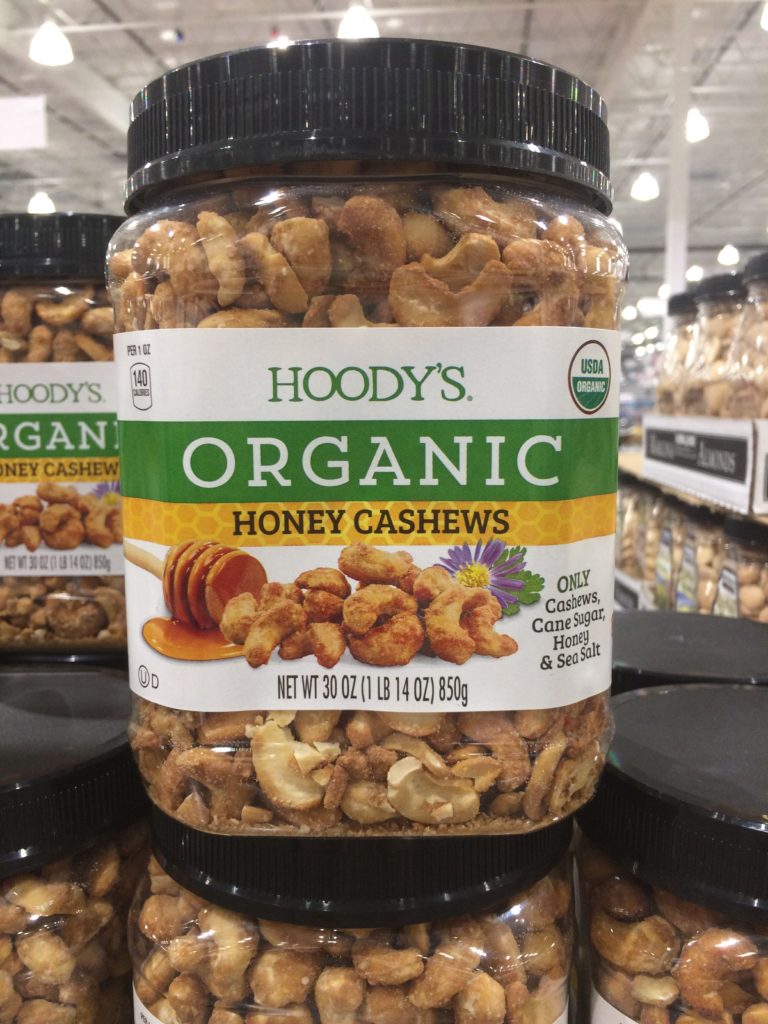 PER 1 OZ
140
CALORIES
HOODY'S®
USDA
ORGANIC
ORGANIC
HONEY CASHEWS
ONLY
Cashews,
Cane Sugar,
Honey
& Sea Salt
NET WT 30 OZ (1 LB 14 OZ) 850g
U D
HOODY'S.
RGANI
ONEY CASHEW
NET WT 30 OZ (1 LB 14 OZ) 850g
ALMONDS